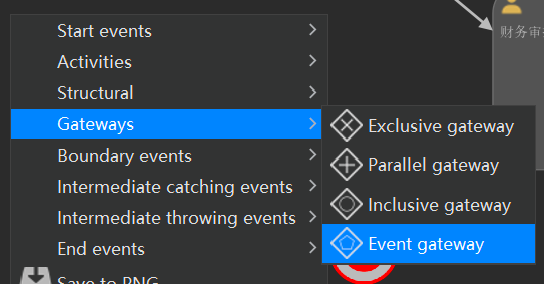 Start events
Activities
Structural
Gateways
Boundary events
Intermediate catching events
Intermediate throwing events
End events
Save to PNG
Exclusive gateway
Parallel gateway
Inclusive gateway
Event gateway
财务审